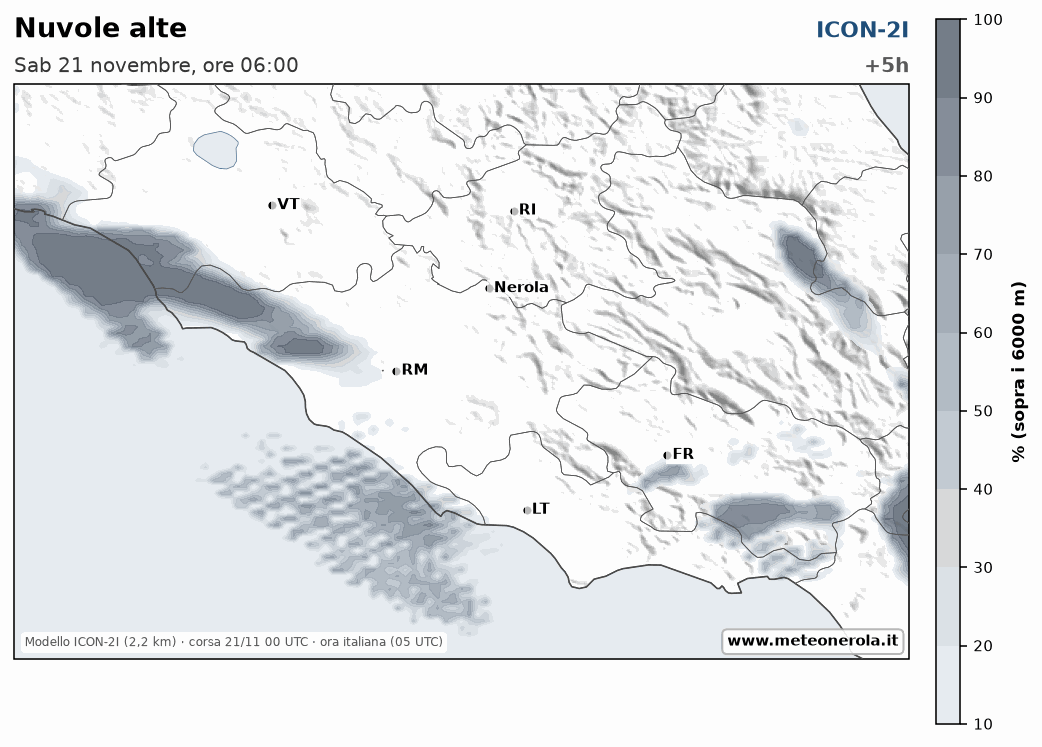 Nuvole alte
ICON-2I
Sab 21 novembre, ore 06:00
+5h
100
90
80
70
60
50
40
30
20
10
% (sopra i 6000 m)
VT
RI
Nerola
RM
FR
LT
Modello ICON-2I (2,2 km) · corsa 21/11 00 UTC · ora italiana (05 UTC)
www.meteonerola.it